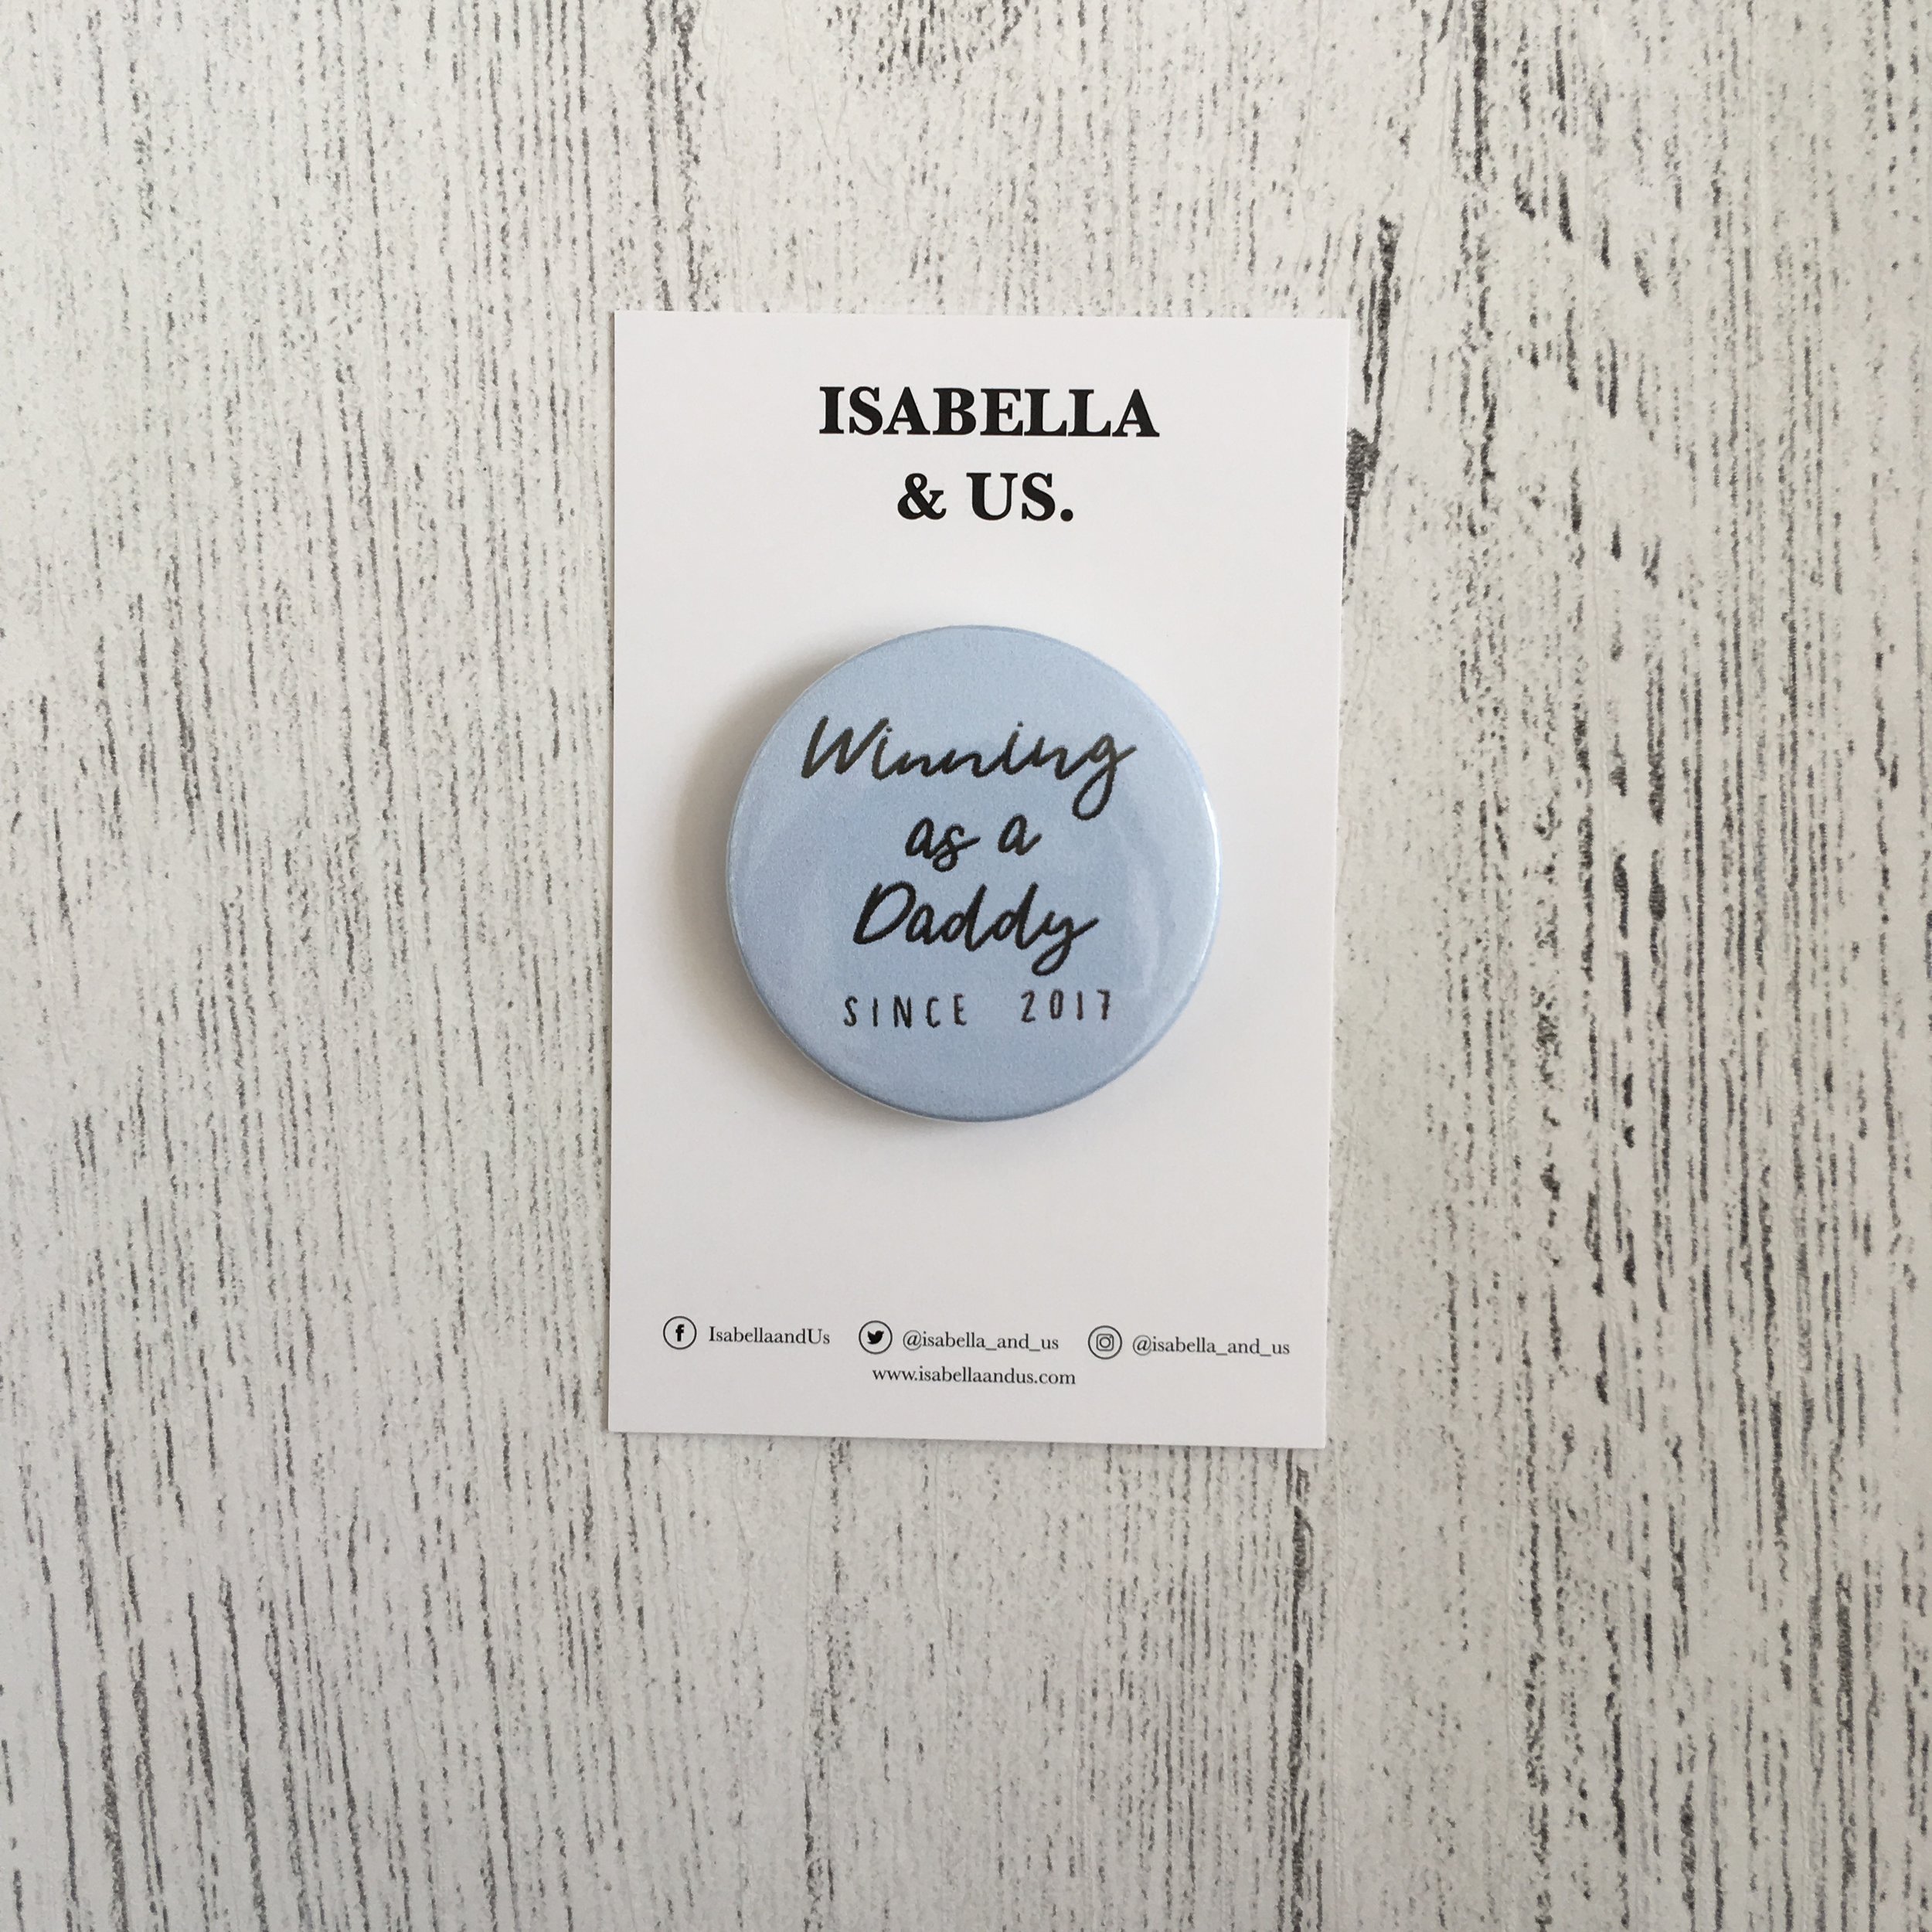 ISABELLA
& US.
Winning
as a
Daddy
SINCE 2017
IsabellaandUs @isabella_and_us @isabella_and_us
www.isabellaandus.com